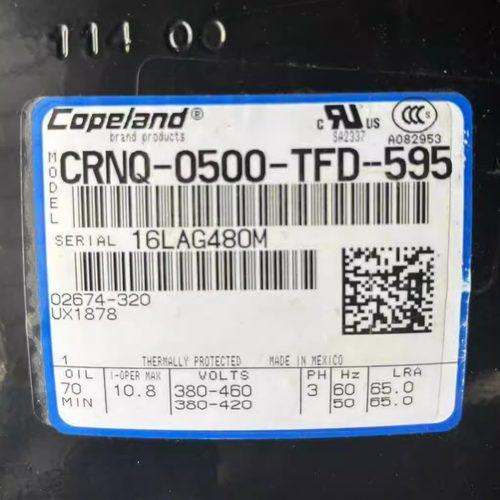 114 00
Copeland®
brand products
C RU US
SA2337
CCC S
A082953
MODEL
CRNQ-0500-TFD-595
SERIAL 16LAG480M
02674-320
UX1878
1 THERMALLY PROTECTED MADE IN MEXICO
OIL I-OPER MAX VOLTS PH Hz LRA
70 10.8 380-460 3 60 65.0
MIN 380-420 50 65.0